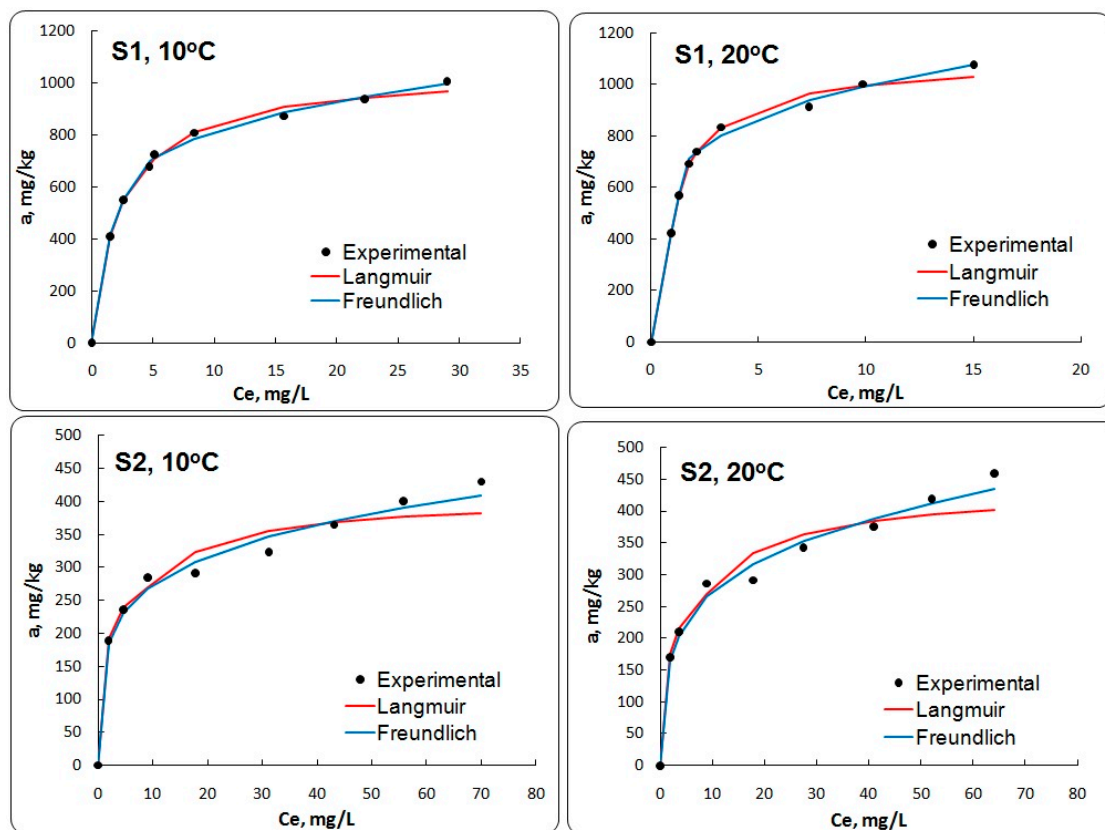 S1, 10°C
1200
1000
800
600
400
200
0
a, mg/kg
Experimental
Langmuir
Freundlich
0 5 10 15 20 25 30 35
Ce, mg/L
S1, 20°C
1200
1000
800
600
400
200
0
a, mg/kg
Experimental
Langmuir
Freundlich
0 5 10 15 20
Ce, mg/L
S2, 10°C
500
450
400
350
300
250
200
150
100
50
0
a, mg/kg
Experimental
Langmuir
Freundlich
0 10 20 30 40 50 60 70 80
Ce, mg/L
S2, 20°C
500
450
400
350
300
250
200
150
100
50
0
a, mg/kg
Experimental
Langmuir
Freundlich
0 10 20 30 40 50 60 70 80
Ce, mg/L